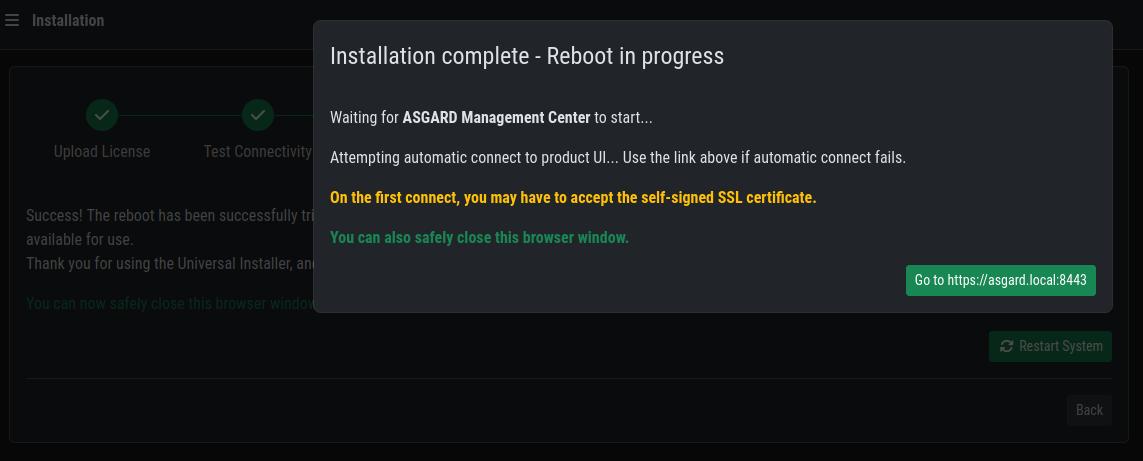 Installation
Installation complete - Reboot in progress
Waiting for ASGARD Management Center to start...
Attempting automatic connect to product UI... Use the link above if automatic connect fails.
On the first connect, you may have to accept the self-signed SSL certificate.
You can also safely close this browser window.
Go to https://asgard.local:8443
Upload License
Test Connectivity
Success! The reboot has been successfully tri
available for use.
Thank you for using the Universal Installer, and
You can now safely close this browser window
Restart System
Back